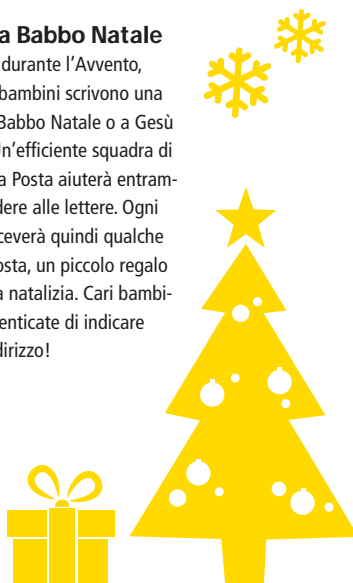 a Babbo Natale
durante l'Avvento,
bambini scrivono una
Babbo Natale o a Gesù
n'efficiente squadra di
a Posta aiuterà entram-
dere alle lettere. Ogni
ceverà quindi qualche
osta, un piccolo regalo
a natalizia. Cari bambi-
enticate di indicare
dirizzo!